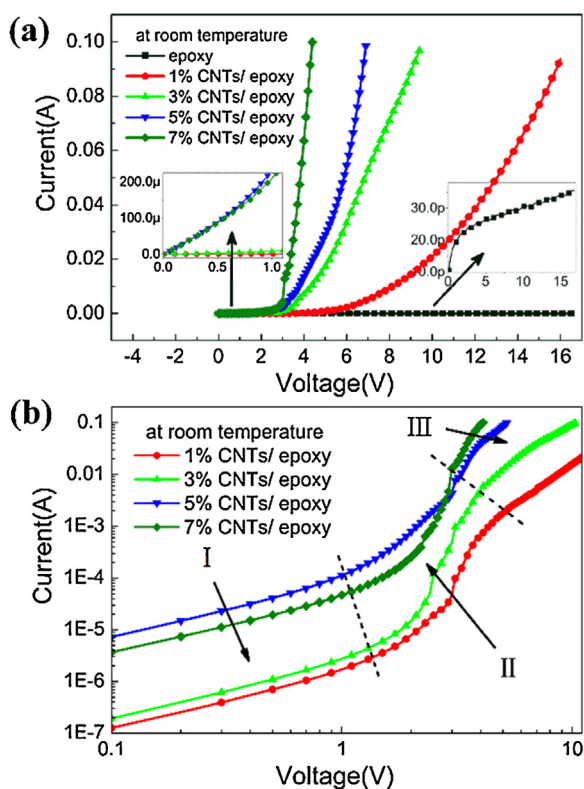 (a)
at room temperature
epoxy
1% CNTs/ epoxy
3% CNTs/ epoxy
5% CNTs/ epoxy
7% CNTs/ epoxy
0.10
0.08
0.06
0.04
0.02
0.00
Current(A)
200.0μ
100.0μ
0.0
0.0 0.5 1.0
30.0p
20.0p
0 5 10 15
-4 -2 0 2 4 6 8 10 12 14 16
Voltage(V)
(b)
at room temperature
1% CNTs/ epoxy
3% CNTs/ epoxy
5% CNTs/ epoxy
7% CNTs/ epoxy
III
I
II
0.1
0.01
1E-3
1E-4
1E-5
1E-6
1E-7
Current(A)
0.1 1 10
Voltage(V)